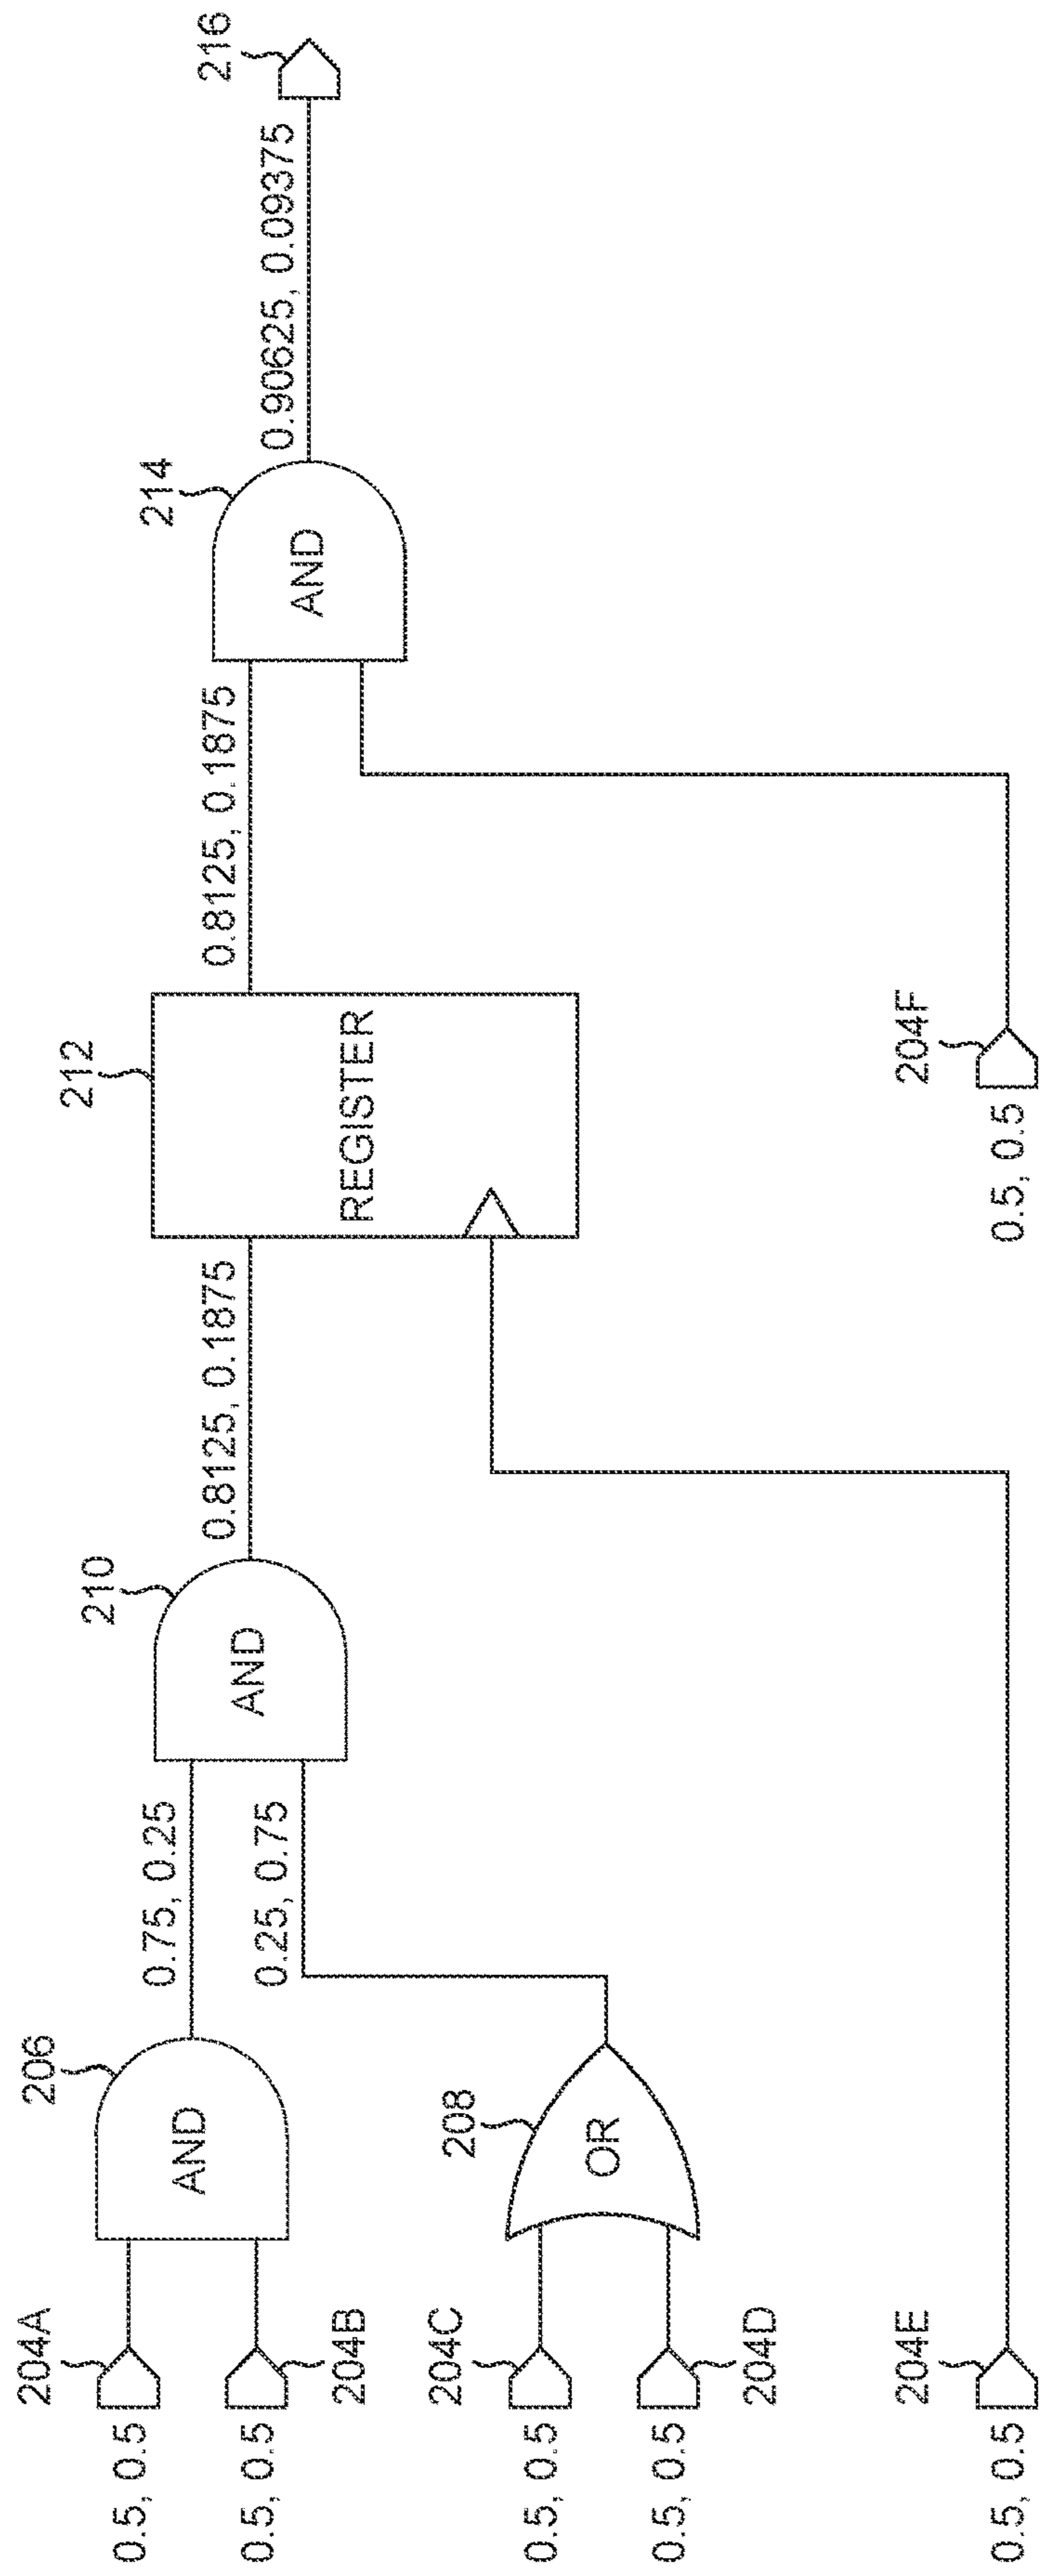 204A
0.5, 0.5
204B
0.5, 0.5
206
AND
0.75, 0.25
204C
0.5, 0.5
204D
0.5, 0.5
208
OR
0.25, 0.75
210
AND
0.8125, 0.1875
204E
0.5, 0.5
212
REGISTER
0.8125, 0.1875
204F
0.5, 0.5
214
AND
0.90625, 0.09375
216